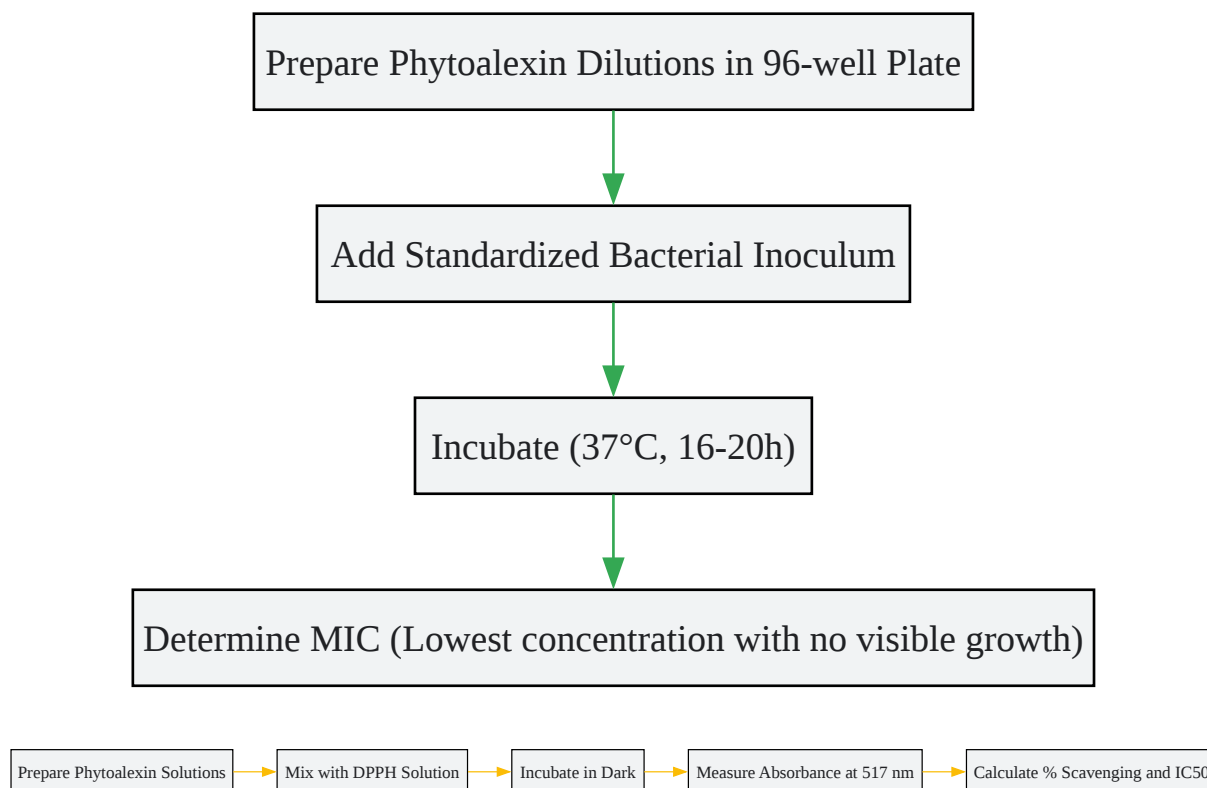 Prepare Phytoalexin Dilutions in 96-well Plate
Add Standardized Bacterial Inoculum
Incubate (37°C, 16-20h)
Determine MIC (Lowest concentration with no visible growth)
Prepare Phytoalexin Solutions
Mix with DPPH Solution
Incubate in Dark
Measure Absorbance at 517 nm
Calculate % Scavenging and IC50